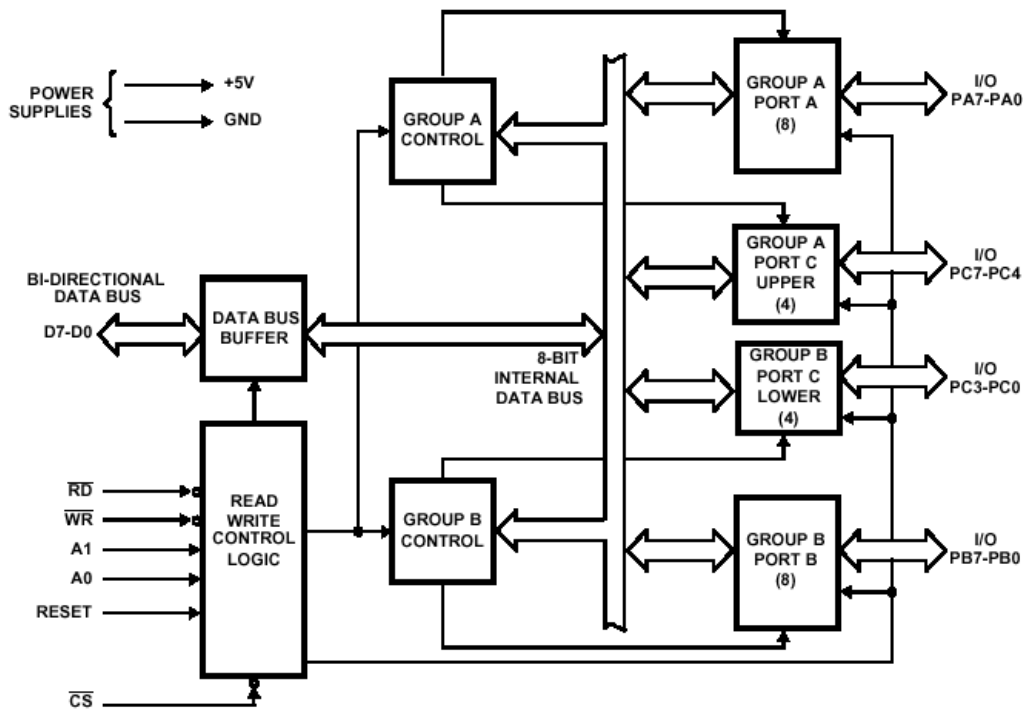 POWER
SUPPLIES
+5V
GND
GROUP A
CONTROL
GROUP A
PORT A
(8)
I/O
PA7-PA0
GROUP A
PORT C
UPPER
(4)
I/O
PC7-PC4
BI-DIRECTIONAL
DATA BUS
D7-D0
DATA BUS
BUFFER
8-BIT
INTERNAL
DATA BUS
GROUP B
PORT C
LOWER
(4)
I/O
PC3-PC0
RD
WR
A1
A0
RESET
CS
READ
WRITE
CONTROL
LOGIC
GROUP B
CONTROL
GROUP B
PORT B
(8)
I/O
PB7-PB0